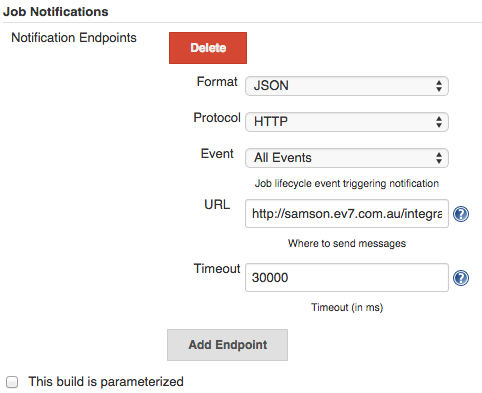 Job Notifications
Notification Endpoints
Delete
Format JSON
Protocol HTTP
Event All Events
Job lifecycle event triggering notification
URL http://samson.ev7.com.au/integra
?
Where to send messages
Timeout 30000
?
Timeout (in ms)
Add Endpoint
This build is parameterized